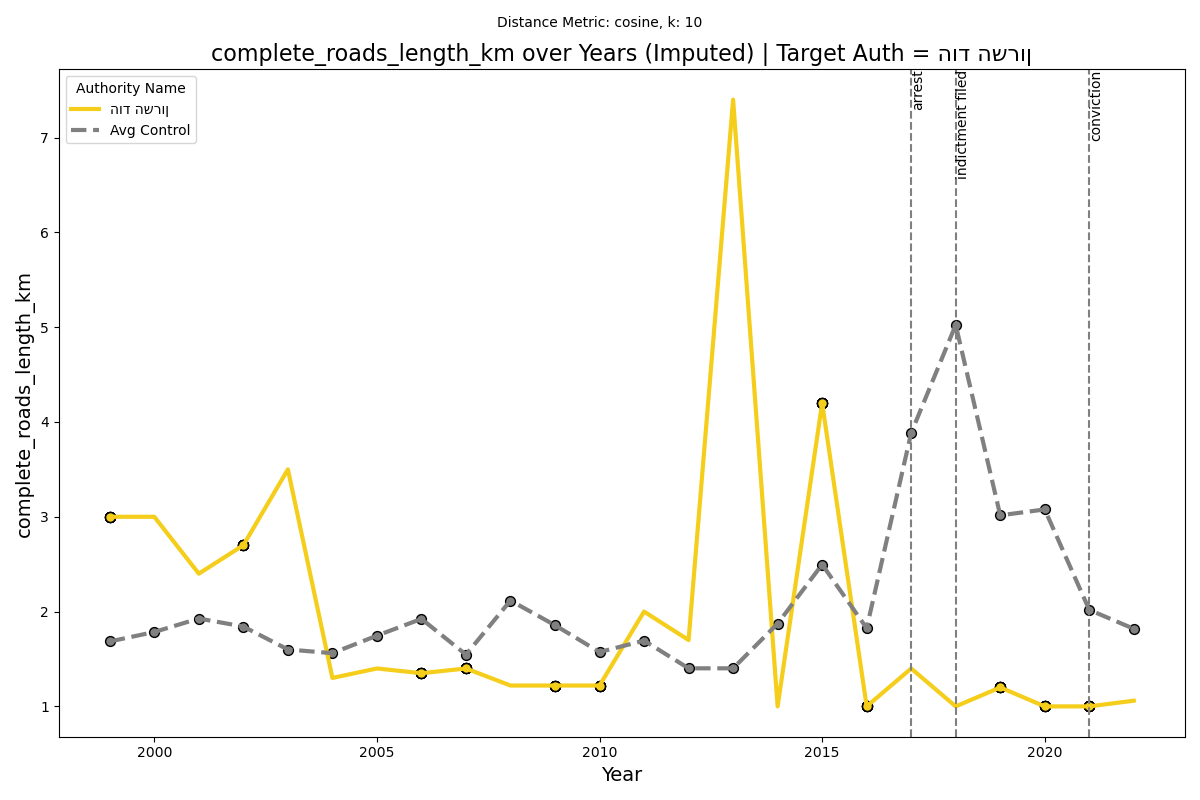 Distance Metric: cosine, k: 10
complete_roads_length_km over Years (Imputed) | Target Auth = הוד השרון
Authority Name
הוד השרון
Avg Control
arrest
indictment filed
conviction
complete_roads_length_km
7
6
5
4
3
2
1
2000
2005
2010
2015
2020
Year